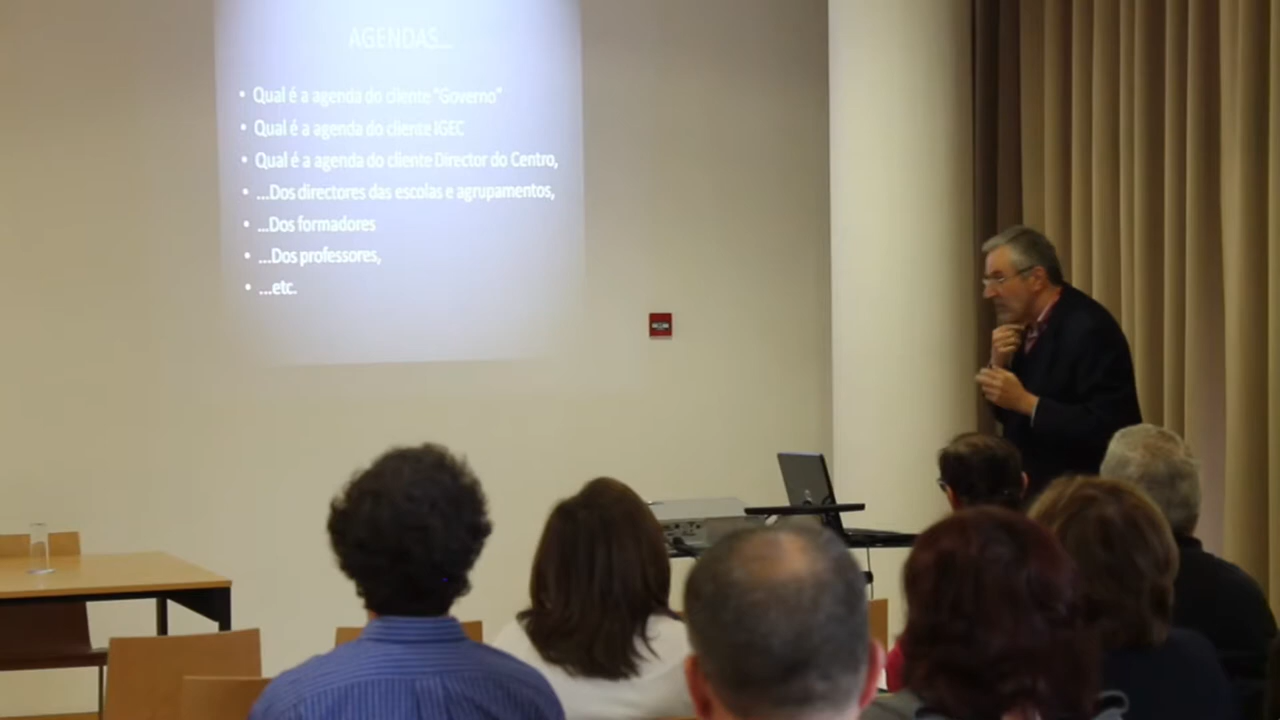 AGENDAS...
• Qual é a agenda do cliente "Governo"
• Qual é a agenda do cliente IGEC
• Qual é a agenda do cliente Director do Centro,
• ...Dos directores das escolas e agrupamentos,
• ...Dos formadores
• ...Dos professores,
• ...etc.